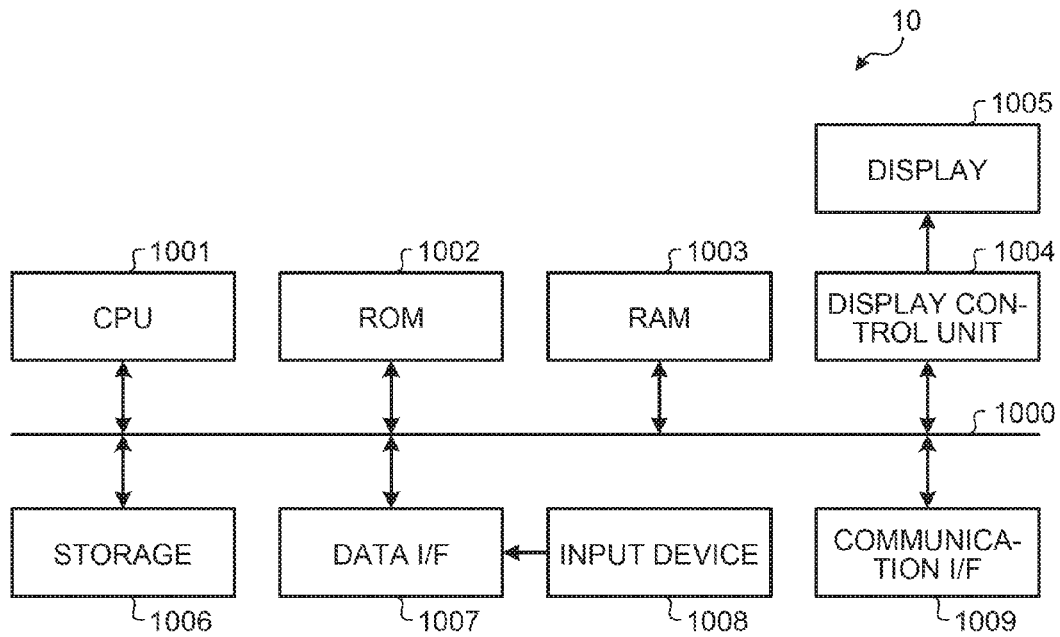 10
1005
DISPLAY
1001
1002
1003
1004
CPU
ROM
RAM
DISPLAY CON-
TROL UNIT
1000
STORAGE
DATA I/F
INPUT DEVICE
COMMUNICA-
TION I/F
1006
1007
1008
1009